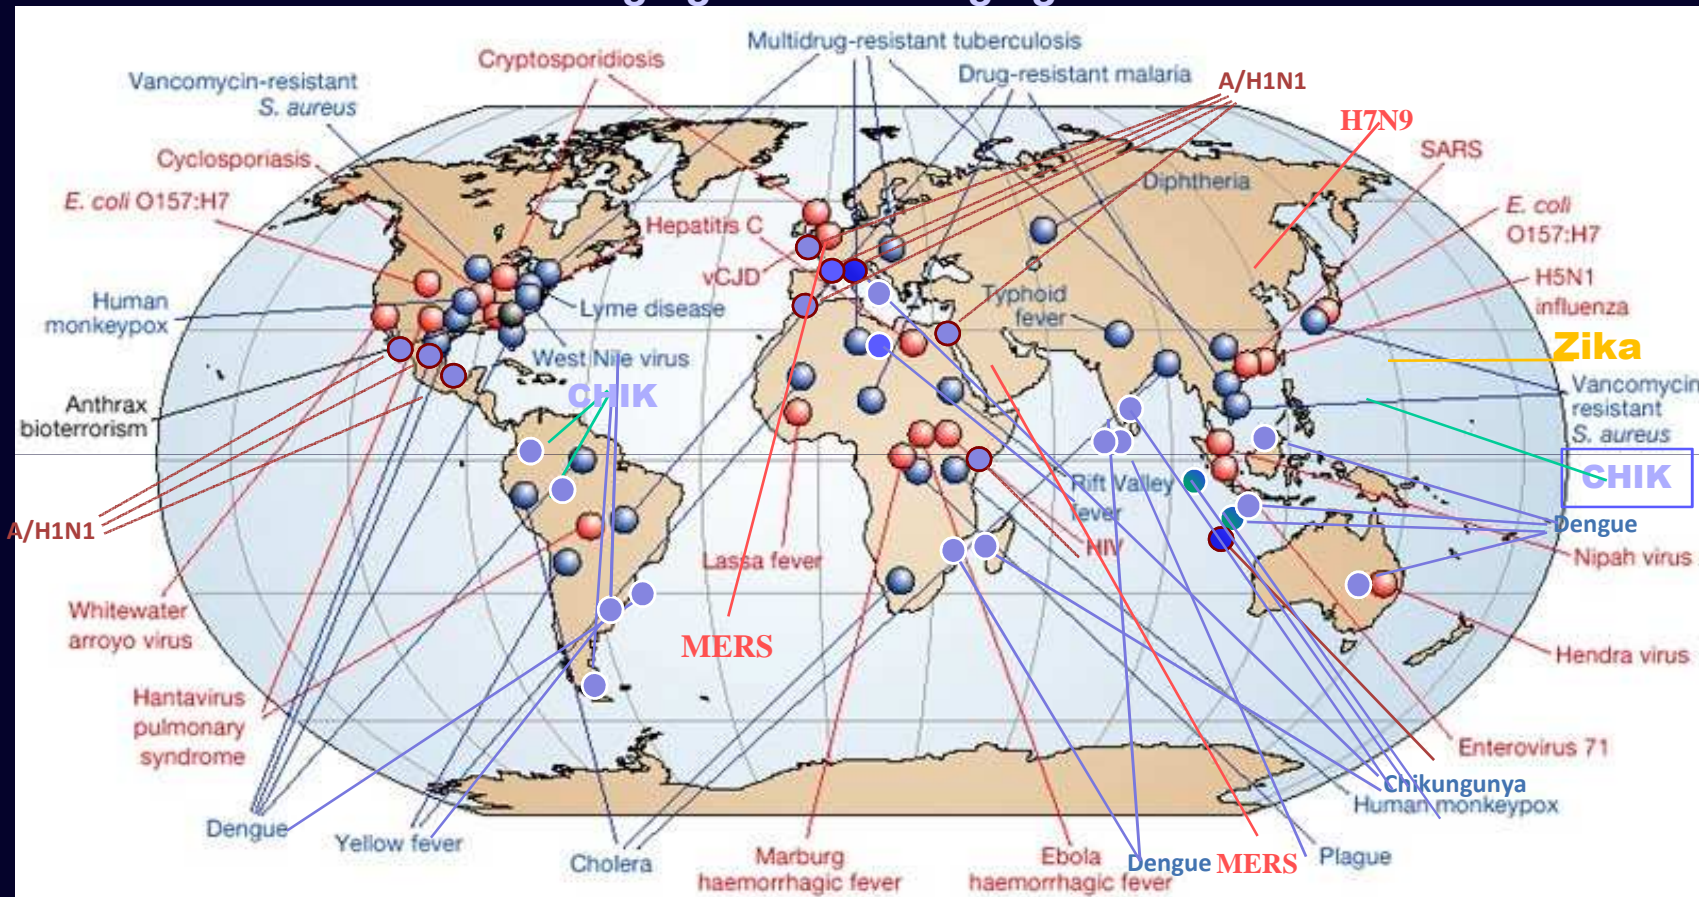 Multidrug-resistant tuberculosis
Cryptosporidiosis
Drug-resistant malaria
A/H1N1
Vancomycin-resistant
S. aureus
H7N9
SARS
Cyclosporiasis
Diphtheria
E. coli O157:H7
E. coli
O157:H7
Hepatitis C
vCJD
H5N1
influenza
Human
monkeypox
Lyme disease
Typhoid
fever
West Nile virus
Zika
CHIK
Vancomycin
resistant
S. aureus
Anthrax
bioterrorism
CHIK
Rift Valley
fever
A/H1N1
Dengue
HIV
Nipah virus
Lassa fever
Whitewater
arroyo virus
MERS
Hendra virus
Hantavirus
pulmonary
syndrome
Enterovirus 71
Chikungunya
Human monkeypox
Dengue
Yellow fever
Cholera
Marburg
haemorrhagic fever
Ebola
haemorrhagic fever
Dengue MERS
Plague